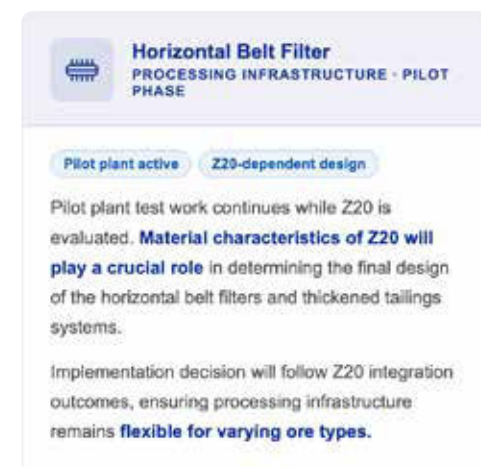 Horizontal Belt Filter
PROCESSING INFRASTRUCTURE · PILOT
PHASE
Pilot plant active
Z20-dependent design
Pilot plant test work continues while Z20 is
evaluated. Material characteristics of Z20 will
play a crucial role in determining the final design
of the horizontal belt filters and thickened tailings
systems.
Implementation decision will follow Z20 integration
outcomes, ensuring processing infrastructure
remains flexible for varying ore types.